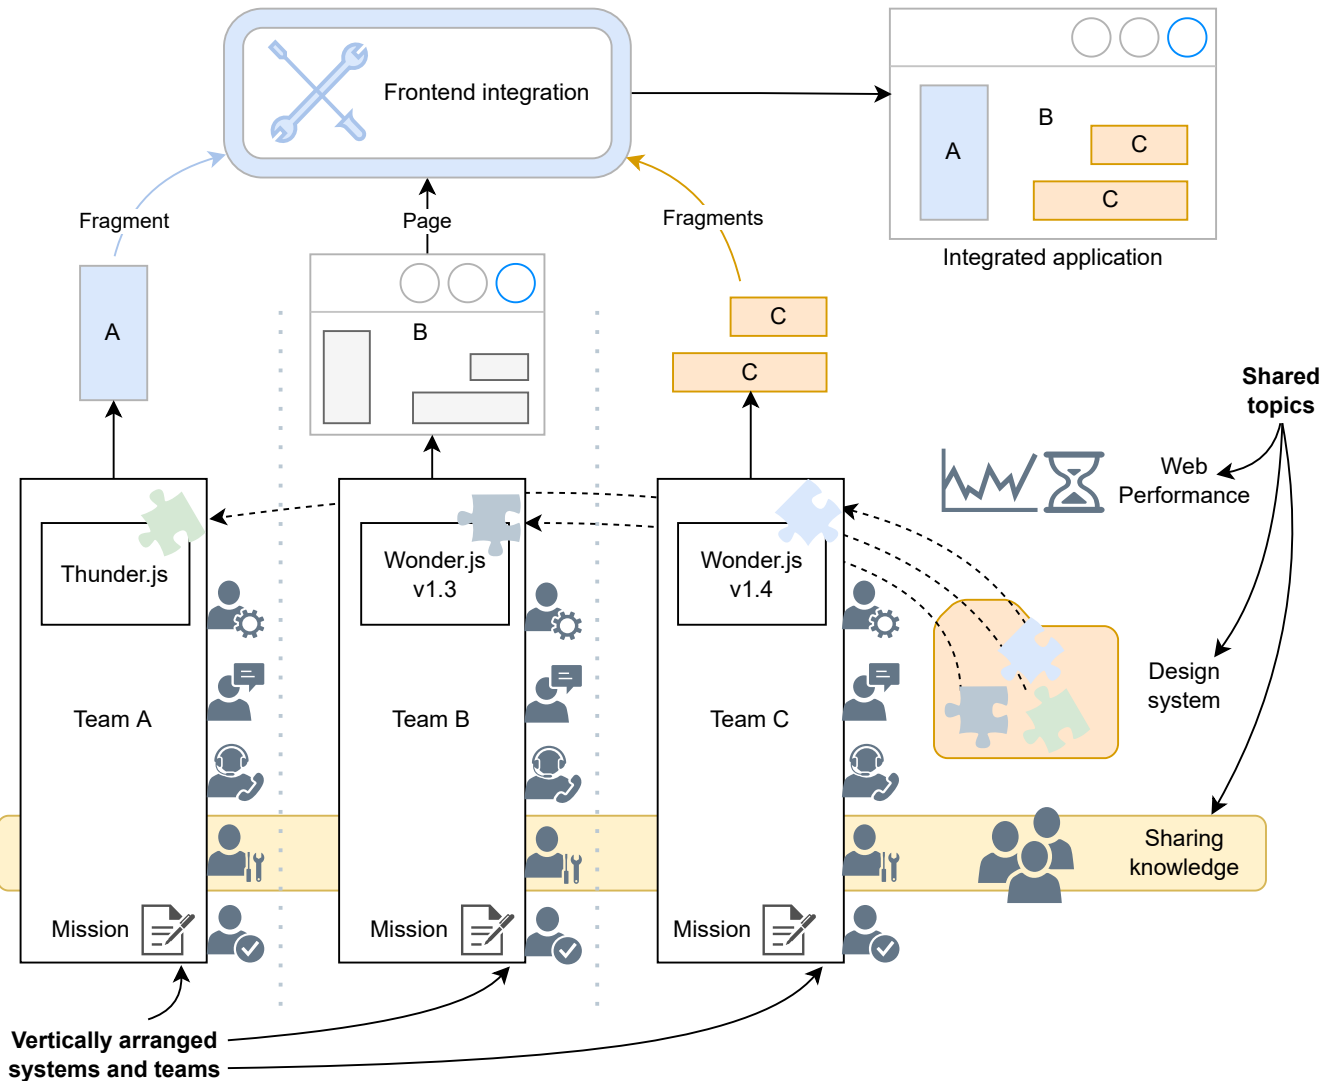 Frontend integration
A
B
C
C
Integrated application
Fragment
Page
Fragments
A
B
C
C
Shared
topics
Web
Performance
Thunder.js
Wonder.js
v1.3
Wonder.js
v1.4
Design
system
Team A
Team B
Team C
Sharing
knowledge
Mission
Mission
Mission
Vertically arranged
systems and teams